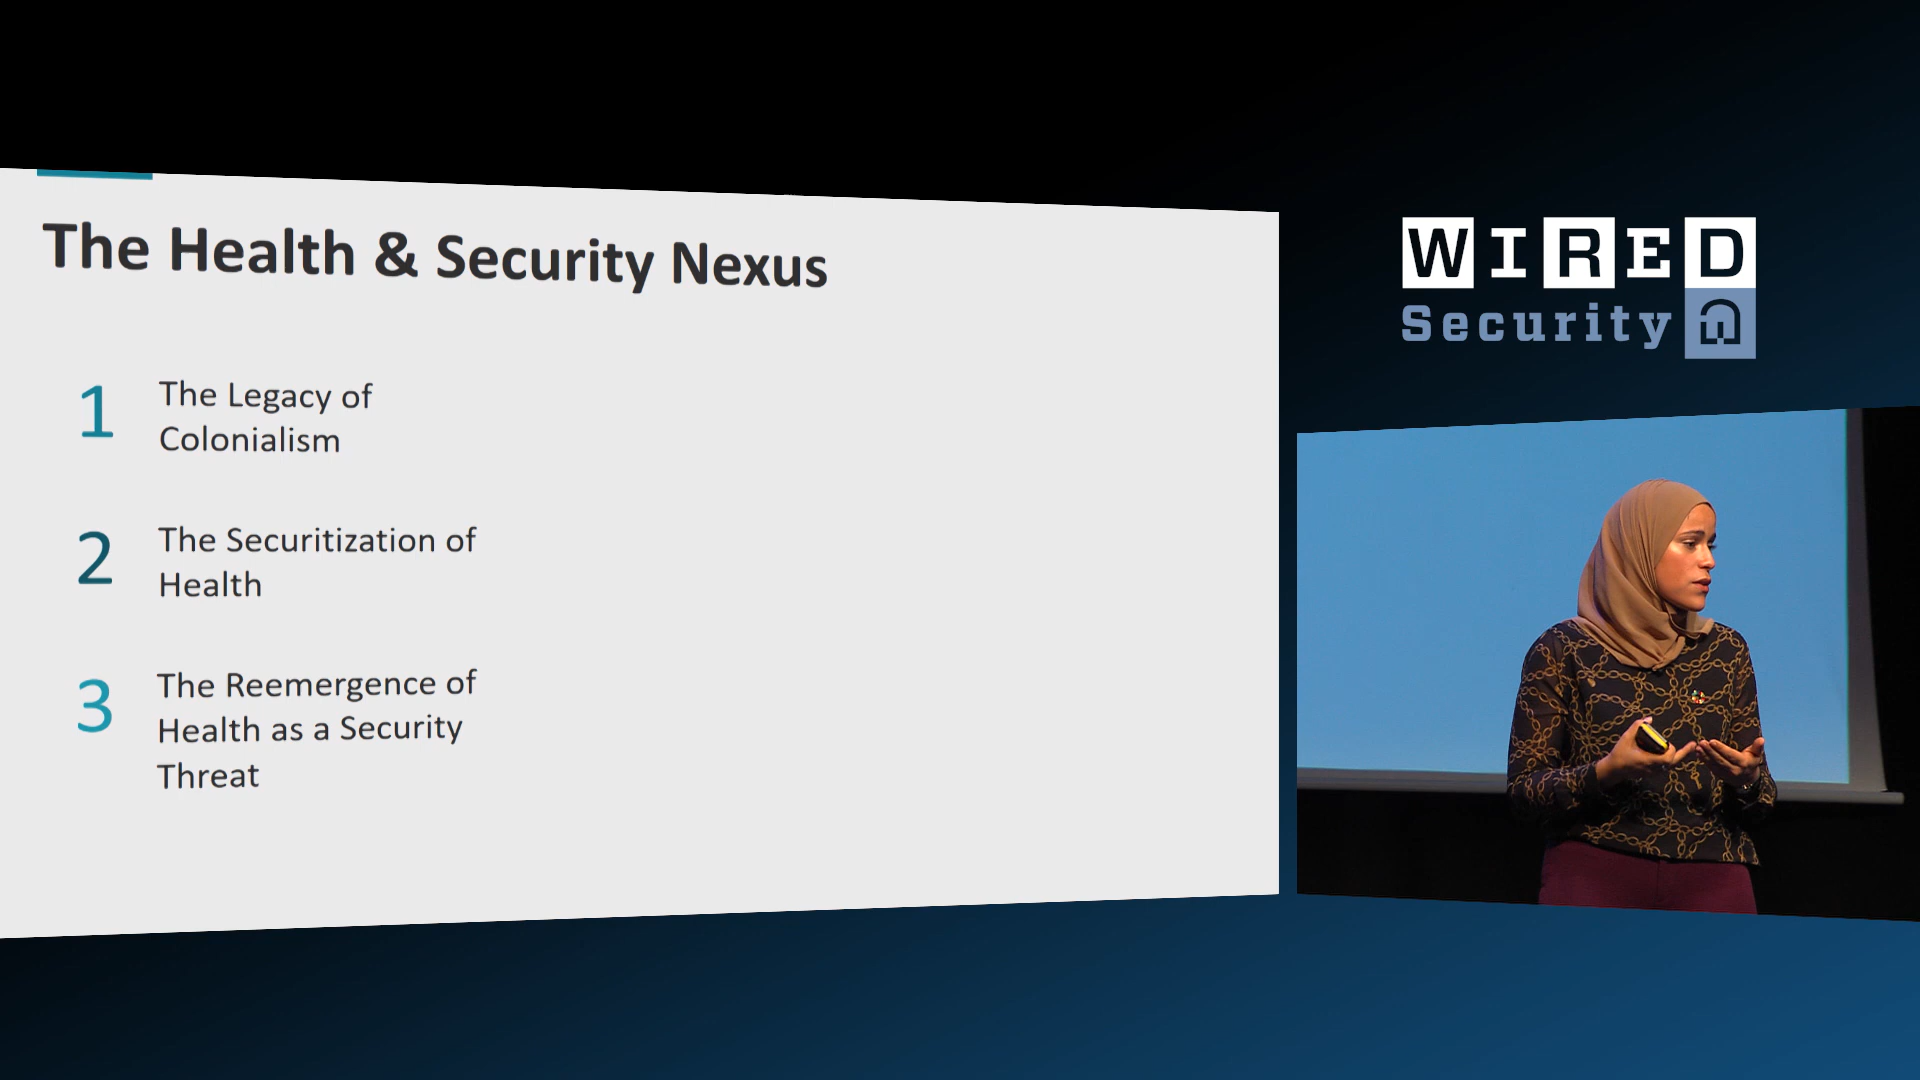 The Health & Security Nexus
1
The Legacy of
Colonialism
2
The Securitization of
Health
3
The Reemergence of
Health as a Security
Threat
WIRED
Security